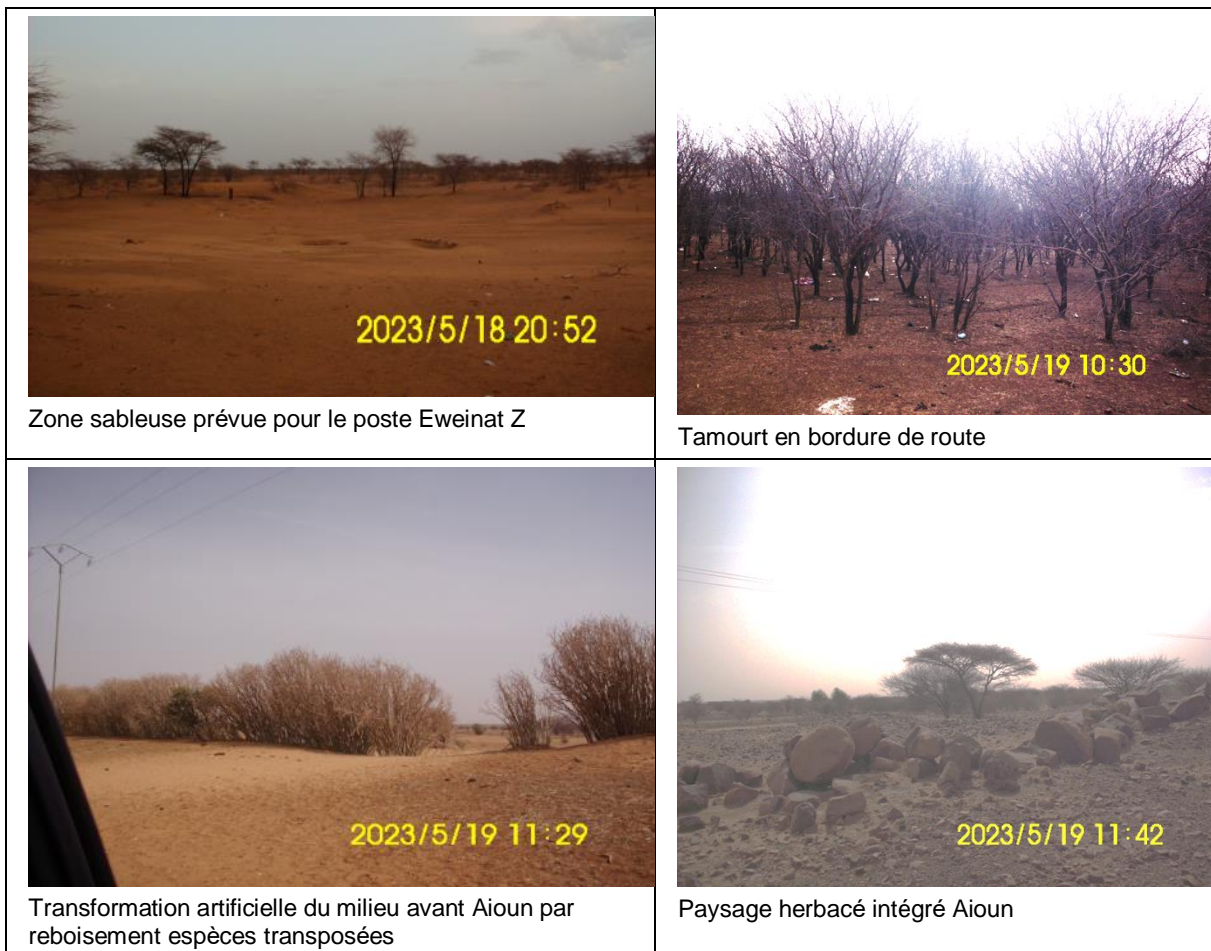 2023/5/18 20:52
Zone sableuse prévue pour le poste Eweinat Z
2023/5/19 10:30
Tamourt en bordure de route
2023/5/19 11:29
Transformation artificielle du milieu avant Aioun par
reboisement espèces transposées
2023/5/19 11:42
Paysage herbacé intégré Aioun